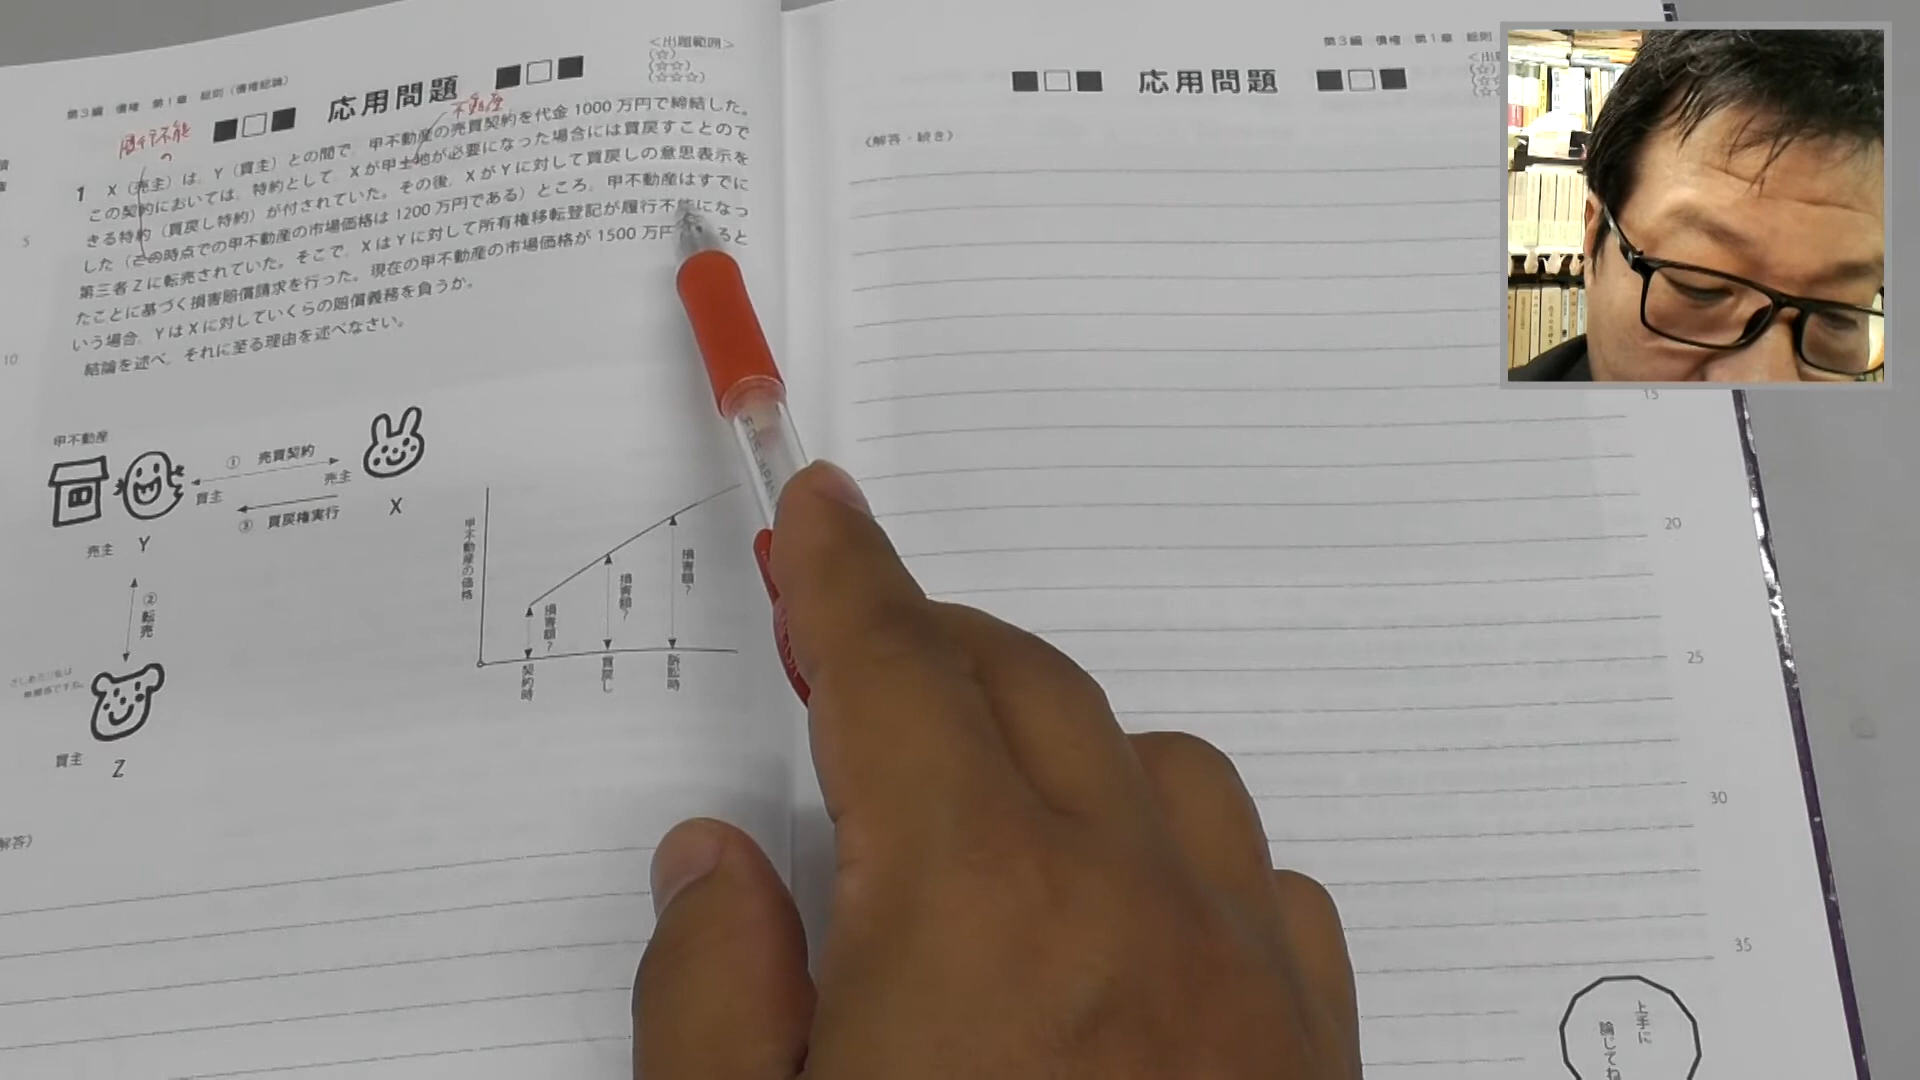 第3編 債権 第1章 総則(債権総論)
■□■ 応用問題 ■□■
<出題範囲>
(☆)
(☆☆)
(☆☆☆)
履行不能
の
不動産
1 X(売主)は、Y(買主)との間で、甲不動産の売買契約を代金1000万円で締結した。
この契約においては、特約として、Xが甲土地が必要になった場合には買戻すことので
きる特約(買戻し特約)が付されていた。その後、XがYに対して買戻しの意思表示を
した(この時点での甲不動産の市場価格は1200万円である)ところ、甲不動産はすでに
第三者Zに転売されていた。そこで、XはYに対して所有権移転登記が履行不能になっ
たことに基づく損害賠償請求を行った。現在の甲不動産の市場価格が1500万円 ると
いう場合、YはXに対していくらの賠償義務を負うか。
結論を述べ、それに至る理由を述べなさい。
5
10
甲不動産
① 売買契約
買主
売主
③ 買戻権実行
X
売主 Y
② 転売
買主 Z
甲不動産の価格
損害額?
損害額?
損害額?
契約時
買戻し
訴訟時
解答)
第3編 債権 第1章 総則
■□■ 応用問題 ■□■
(解答・続き)
15
20
25
30
35
上手に
論じてね